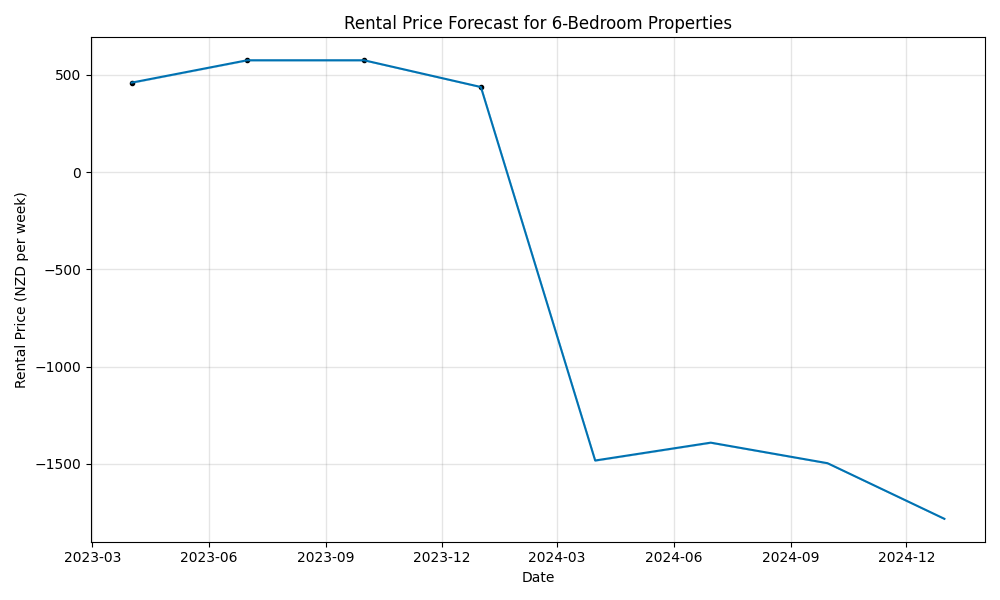 Rental Price Forecast for 6-Bedroom Properties
Rental Price (NZD per week)
500
0
−500
−1000
−1500
2023-03 2023-06 2023-09 2023-12 2024-03 2024-06 2024-09 2024-12
Date